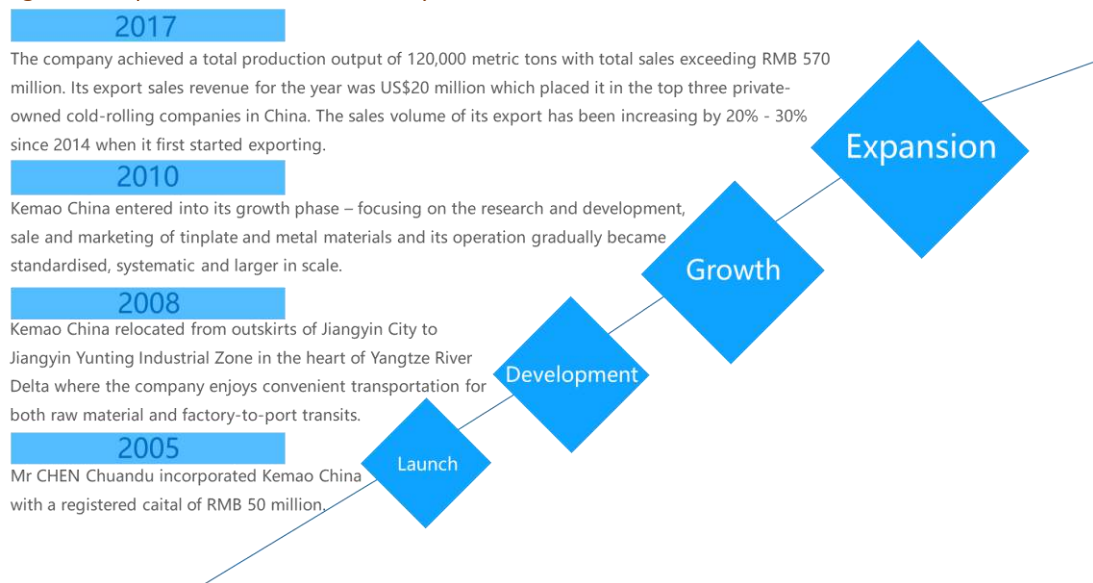 2017
The company achieved a total production output of 120,000 metric tons with total sales exceeding RMB 570
million. Its export sales revenue for the year was US$20 million which placed it in the top three private-
owned cold-rolling companies in China. The sales volume of its export has been increasing by 20% - 30%
since 2014 when it first started exporting.
Expansion
2010
Kemao China entered into its growth phase – focusing on the research and development,
sale and marketing of tinplate and metal materials and its operation gradually became
standardised, systematic and larger in scale.
Growth
2008
Kemao China relocated from outskirts of Jiangyin City to
Jiangyin Yunting Industrial Zone in the heart of Yangtze River
Delta where the company enjoys convenient transportation for
both raw material and factory-to-port transits.
Development
2005
Mr CHEN Chuandu incorporated Kemao China
with a registered caital of RMB 50 million.
Launch